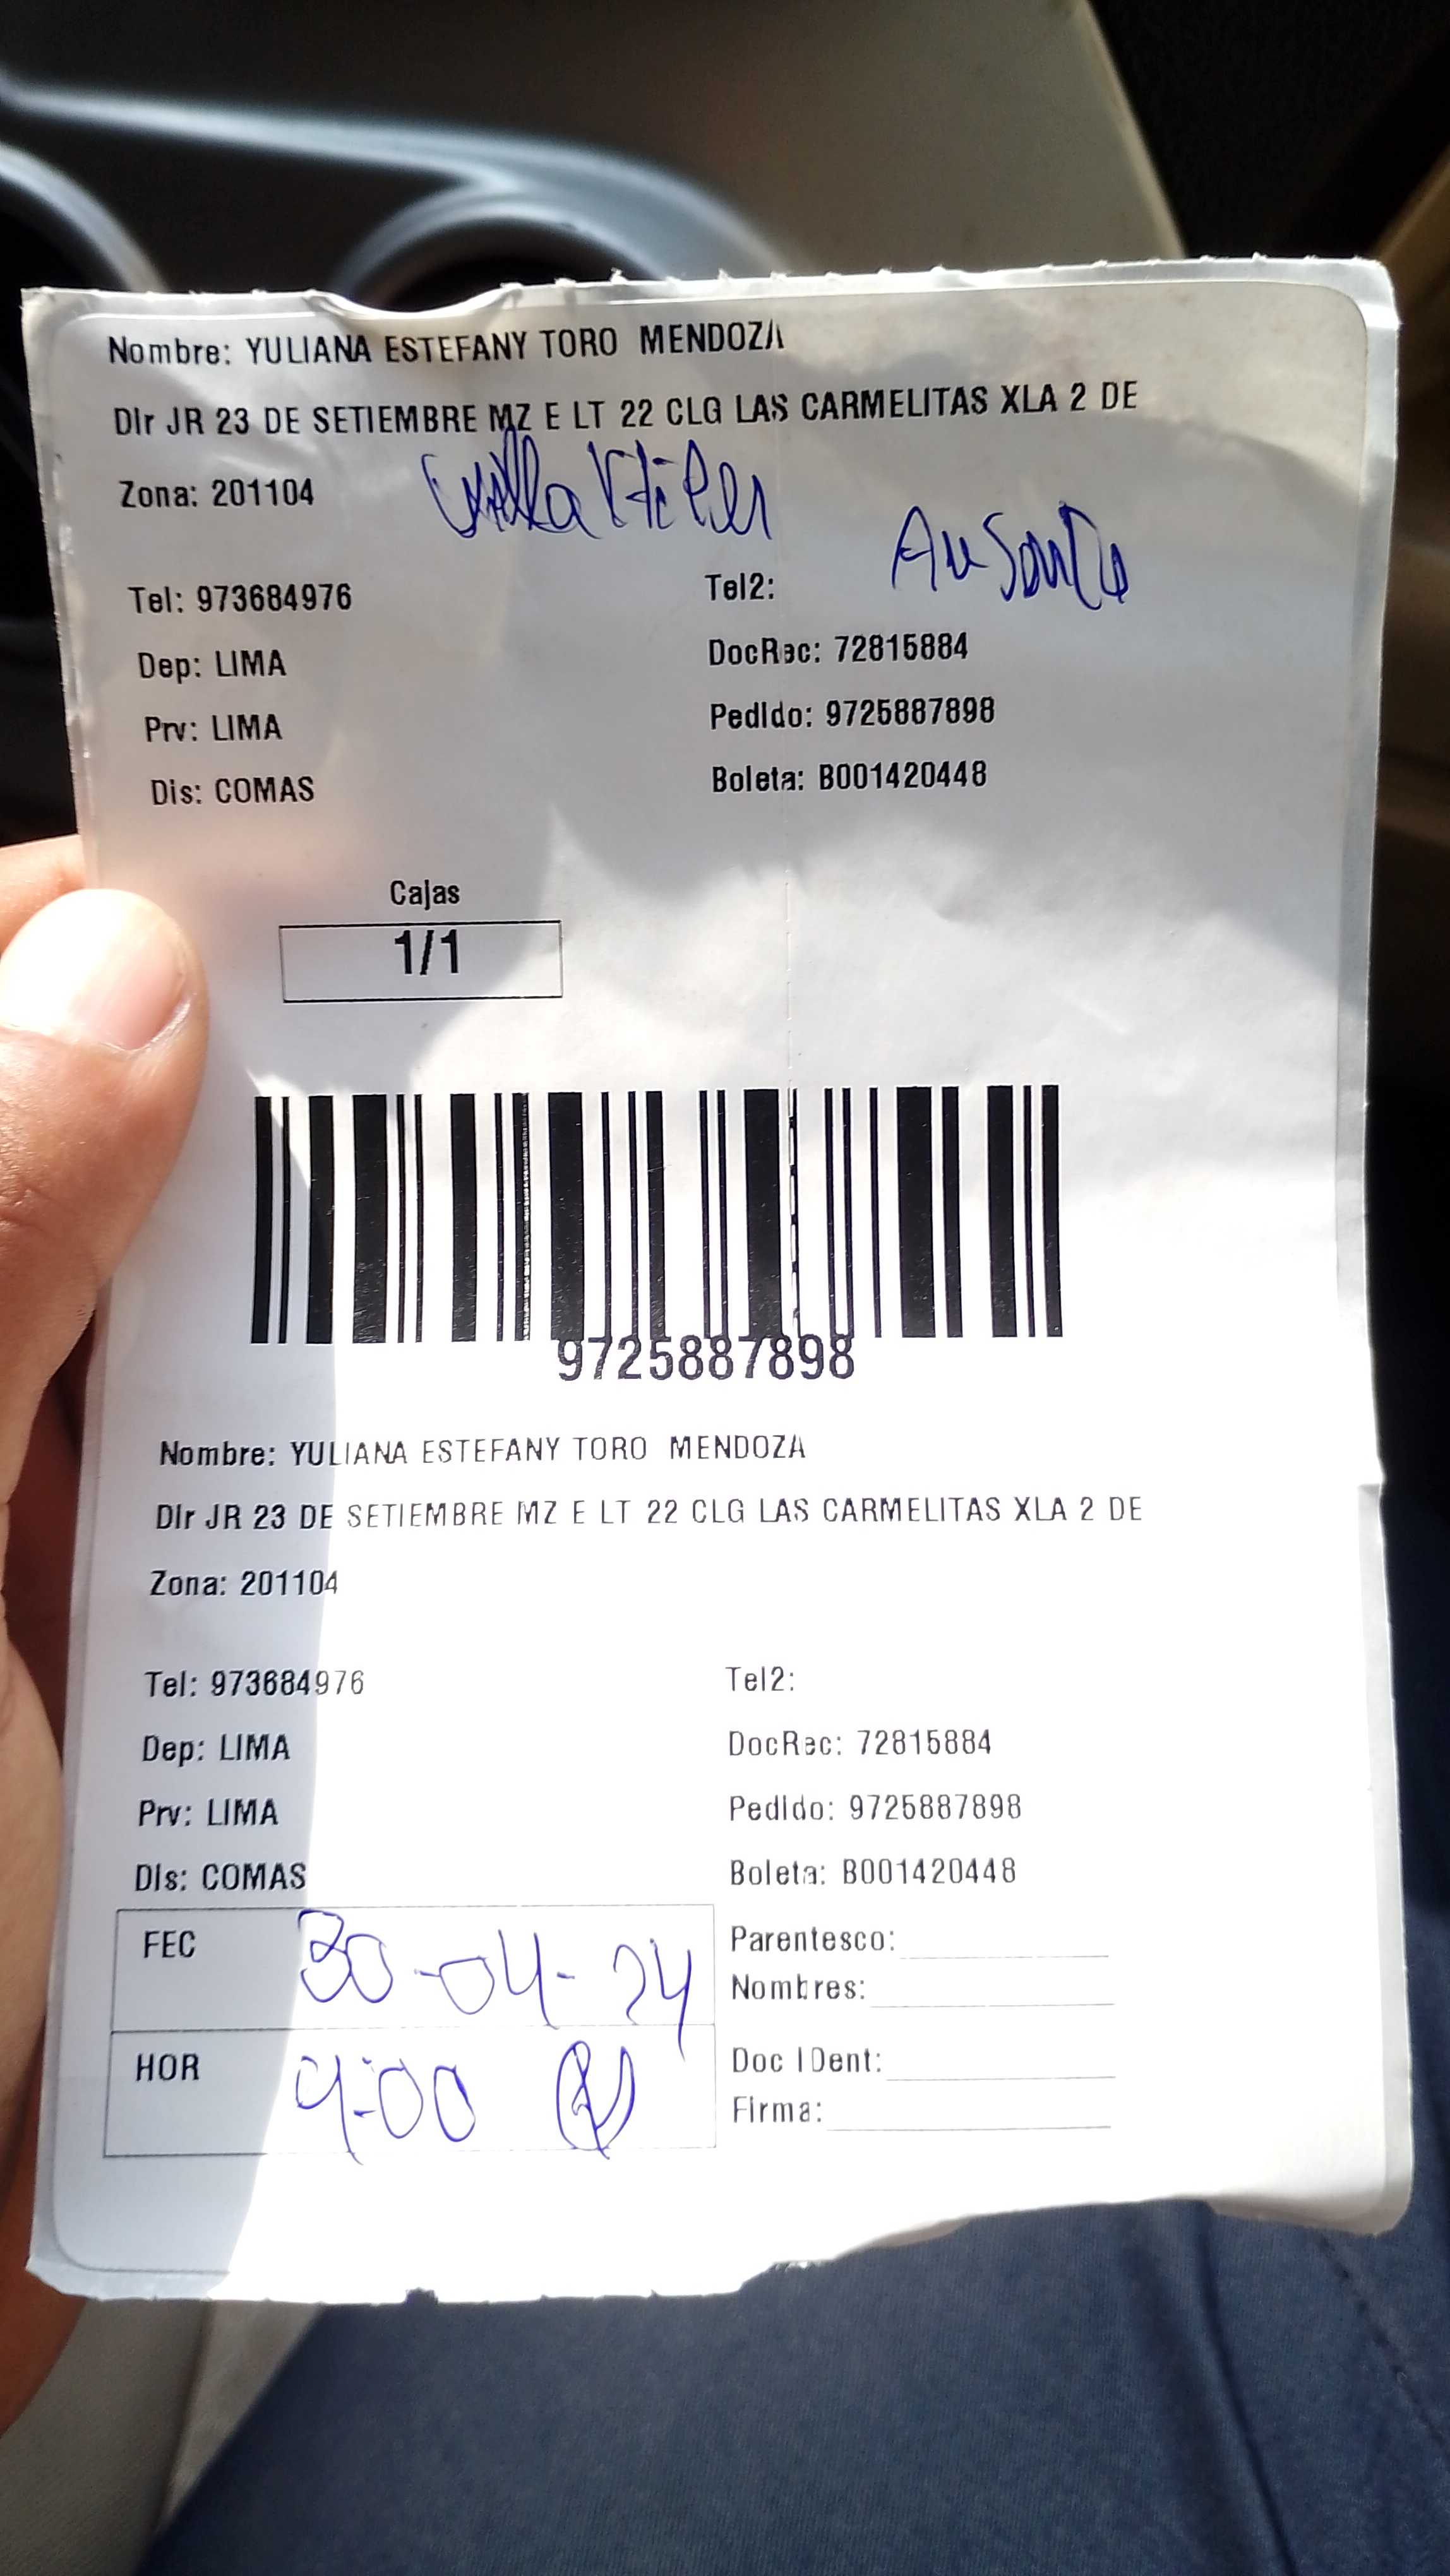 Nombre: YULIANA ESTEFANY TORO MENDOZA
Dir JR 23 DE SETIEMBRE MZ E LT 22 CLG LAS CARMELITAS XLA 2 DE
Zona: 201104
Ausente
Tel: 973684976 Tel2:
Dep: LIMA DocRec: 72815884
Prv: LIMA Pedido: 9725887898
Dis: COMAS Boleta: B001420448
Cajas
1/1
9725887898
Nombre: YULIANA ESTEFANY TORO MENDOZA
Dir JR 23 DE SETIEMBRE MZ E LT 22 CLG LAS CARMELITAS XLA 2 DE
Zona: 201104
Tel: 973684976 Tel2:
Dep: LIMA DocRec: 72815884
Prv: LIMA Pedido: 9725887898
Dis: COMAS Boleta: B001420448
FEC 30-04-24 Parentesco:
Nombres:
HOR 9:00 Doc IDent:
Firma: